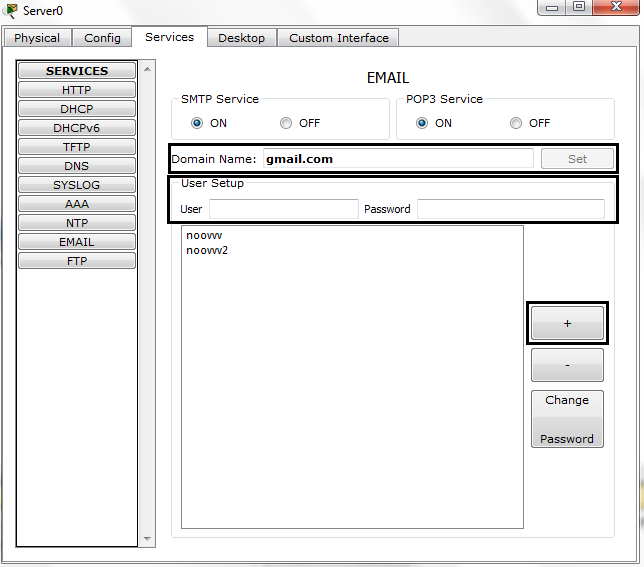 Server0
Physical Config Services Desktop Custom Interface
SERVICES
HTTP
DHCP
DHCPv6
TFTP
DNS
SYSLOG
AAA
NTP
EMAIL
FTP
EMAIL
SMTP Service
ON OFF
POP3 Service
ON OFF
Domain Name: gmail.com Set
User Setup
User Password
noovvv
noovvv2
+
-
Change
Password